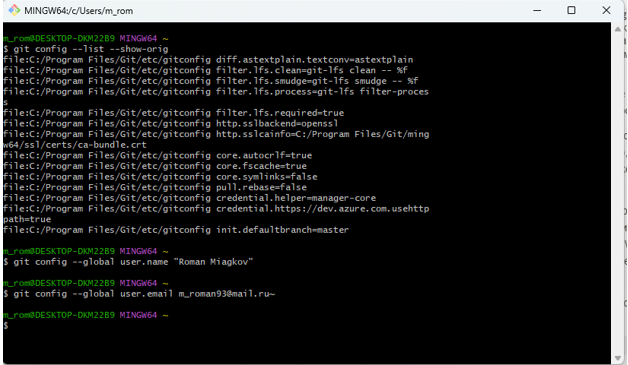 MINGW64:/c/Users/m_rom
m_rom@DESKTOP-DKM22B9 MINGW64 ~
$ git config --list --show-orig
file:C:/Program Files/Git/etc/gitconfig diff.astextplain.textconv=astextplain
file:C:/Program Files/Git/etc/gitconfig filter.lfs.clean=git-lfs clean -- %f
file:C:/Program Files/Git/etc/gitconfig filter.lfs.smudge=git-lfs smudge -- %f
file:C:/Program Files/Git/etc/gitconfig filter.lfs.process=git-lfs filter-proces
s
file:C:/Program Files/Git/etc/gitconfig filter.lfs.required=true
file:C:/Program Files/Git/etc/gitconfig http.sslbackend=openssl
file:C:/Program Files/Git/etc/gitconfig http.sslcainfo=C:/Program Files/Git/ming
w64/ssl/certs/ca-bundle.crt
file:C:/Program Files/Git/etc/gitconfig core.autocrlf=true
file:C:/Program Files/Git/etc/gitconfig core.fscache=true
file:C:/Program Files/Git/etc/gitconfig core.symlinks=false
file:C:/Program Files/Git/etc/gitconfig pull.rebase=false
file:C:/Program Files/Git/etc/gitconfig credential.helper=manager-core
file:C:/Program Files/Git/etc/gitconfig credential.https://dev.azure.com.usehttp
path=true
file:C:/Program Files/Git/etc/gitconfig init.defaultbranch=master
m_rom@DESKTOP-DKM22B9 MINGW64 ~
$ git config --global user.name "Roman Miagkov"
m_rom@DESKTOP-DKM22B9 MINGW64 ~
$ git config --global user.email m_roman93@mail.ru~
m_rom@DESKTOP-DKM22B9 MINGW64 ~
$